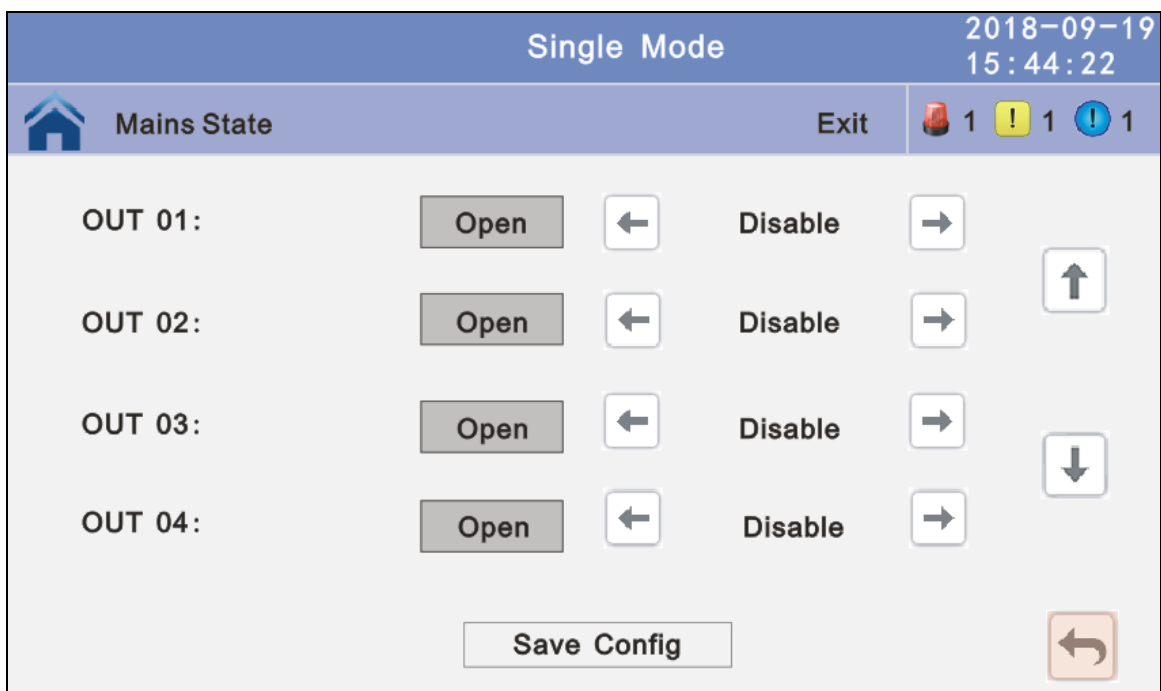 Single Mode
2018-09-19
15:44:22
Mains State Exit 1 ! 1 ! 1
OUT 01: Open Disable
OUT 02: Open Disable
OUT 03: Open Disable
OUT 04: Open Disable
Save Config